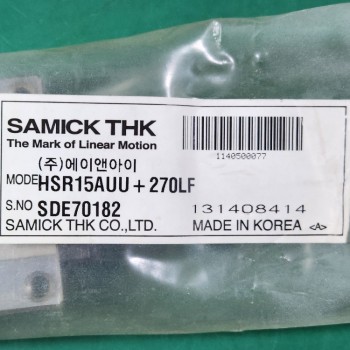 SAMICK THK
The Mark of Linear Motion
1140500077
(주)에이앤아이
MODE HSR15AUU + 270LF
S.NO SDE70182 131408414
SAMICK THK CO.,LTD. MADE IN KOREA <A>